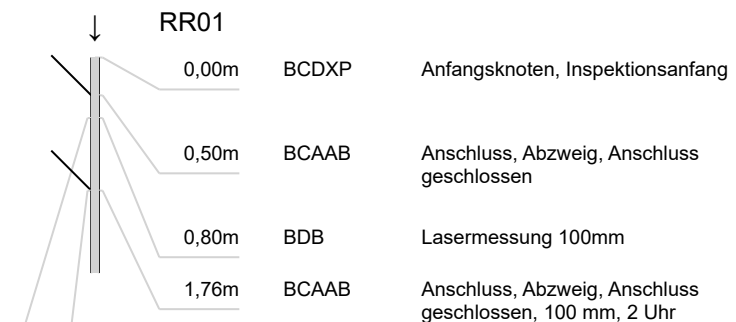 ↓ RR01
0,00m BCDXP Anfangsknoten, Inspektionsanfang
0,50m BCAAB Anschluss, Abzweig, Anschluss
geschlossen
0,80m BDB Lasermessung 100mm
1,76m BCAAB Anschluss, Abzweig, Anschluss
geschlossen, 100 mm, 2 Uhr